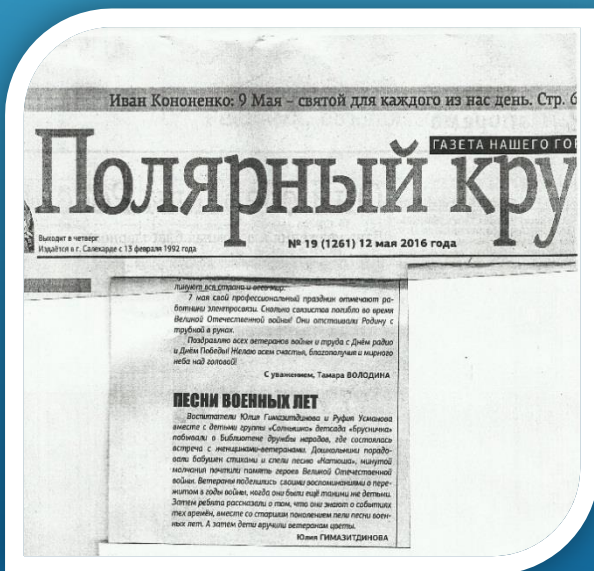 Иван Кононенко: 9 Мая – святой для каждого из нас день. Стр. 6
ГАЗЕТА НАШЕГО ГОР
Полярный кру
Выходит в четверг
Издаётся в г. Салехарде с 13 февраля 1992 года
№ 19 (1261) 12 мая 2016 года
вся страна и весь мир.
7 мая свой профессиональный праздник отмечают ра-
ботники электросвязи. Сколько связистов погибло во время
Великой Отечественной войны! Они отстаивали Родину с
трубкой в руках.
Поздравляю всех ветеранов войны и труда с Днём радио
и Днём Победы! Желаю всем счастья, благополучия и мирного
неба над головой!
С уважением, Тамара ВОЛОДИНА
ПЕСНИ ВОЕННЫХ ЛЕТ
Воспитатели Юлия Гимазитдинова и Руфия Усманова
вместе с детьми группы «Солнышко» детсада «Брусничка»
побывали в Библиотеке дружбы народов, где состоялась
встреча с женщинами-ветеранами. Дошкольники порадо-
вали бабушек стихами и спели песню «Катюша», минутой
молчания почтили память героев Великой Отечественной
войны. Ветераны поделились своими воспоминаниями о пере-
житом в годы войны, когда они были ещё такими же детьми.
Затем ребята рассказали о том, что они знают о событиях
тех времён, вместе со старшим поколением пели песни воен-
ных лет. А затем дети вручили ветеранам цветы.
Юлия ГИМАЗИТДИНОВА